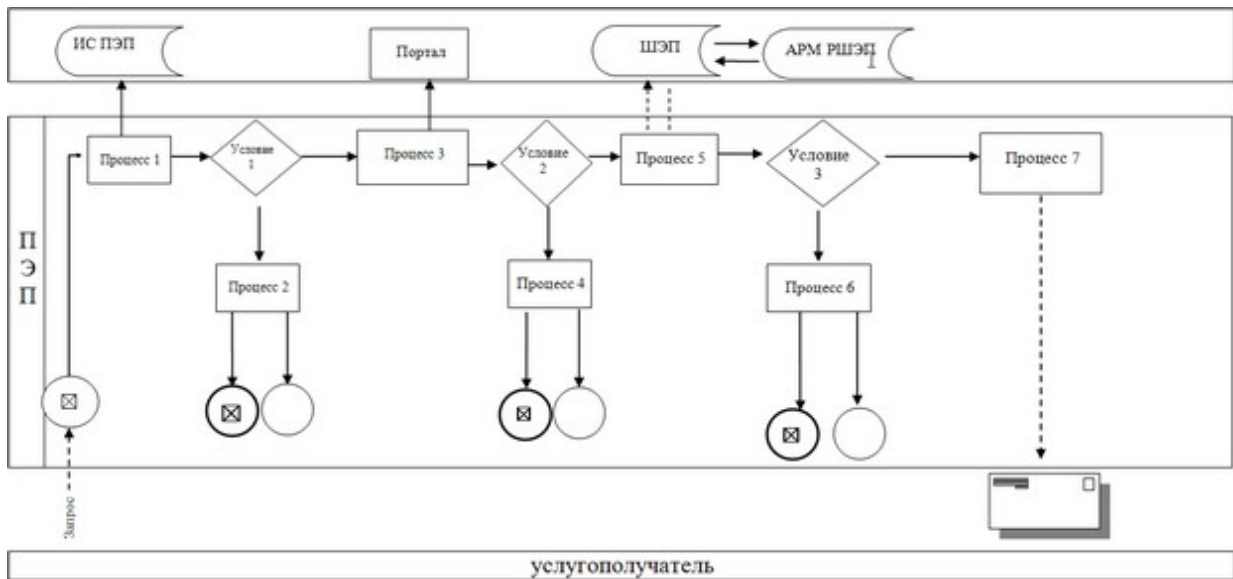 ИС ПЭП
Портал
ШЭП
АРМ РШЭП
Процесс 1
Условие
1
Процесс 3
Условие
2
Процесс 5
Условие
3
Процесс 7
ПЭП
Процесс 2
Процесс 4
Процесс 6
Запрос
услугополучатель